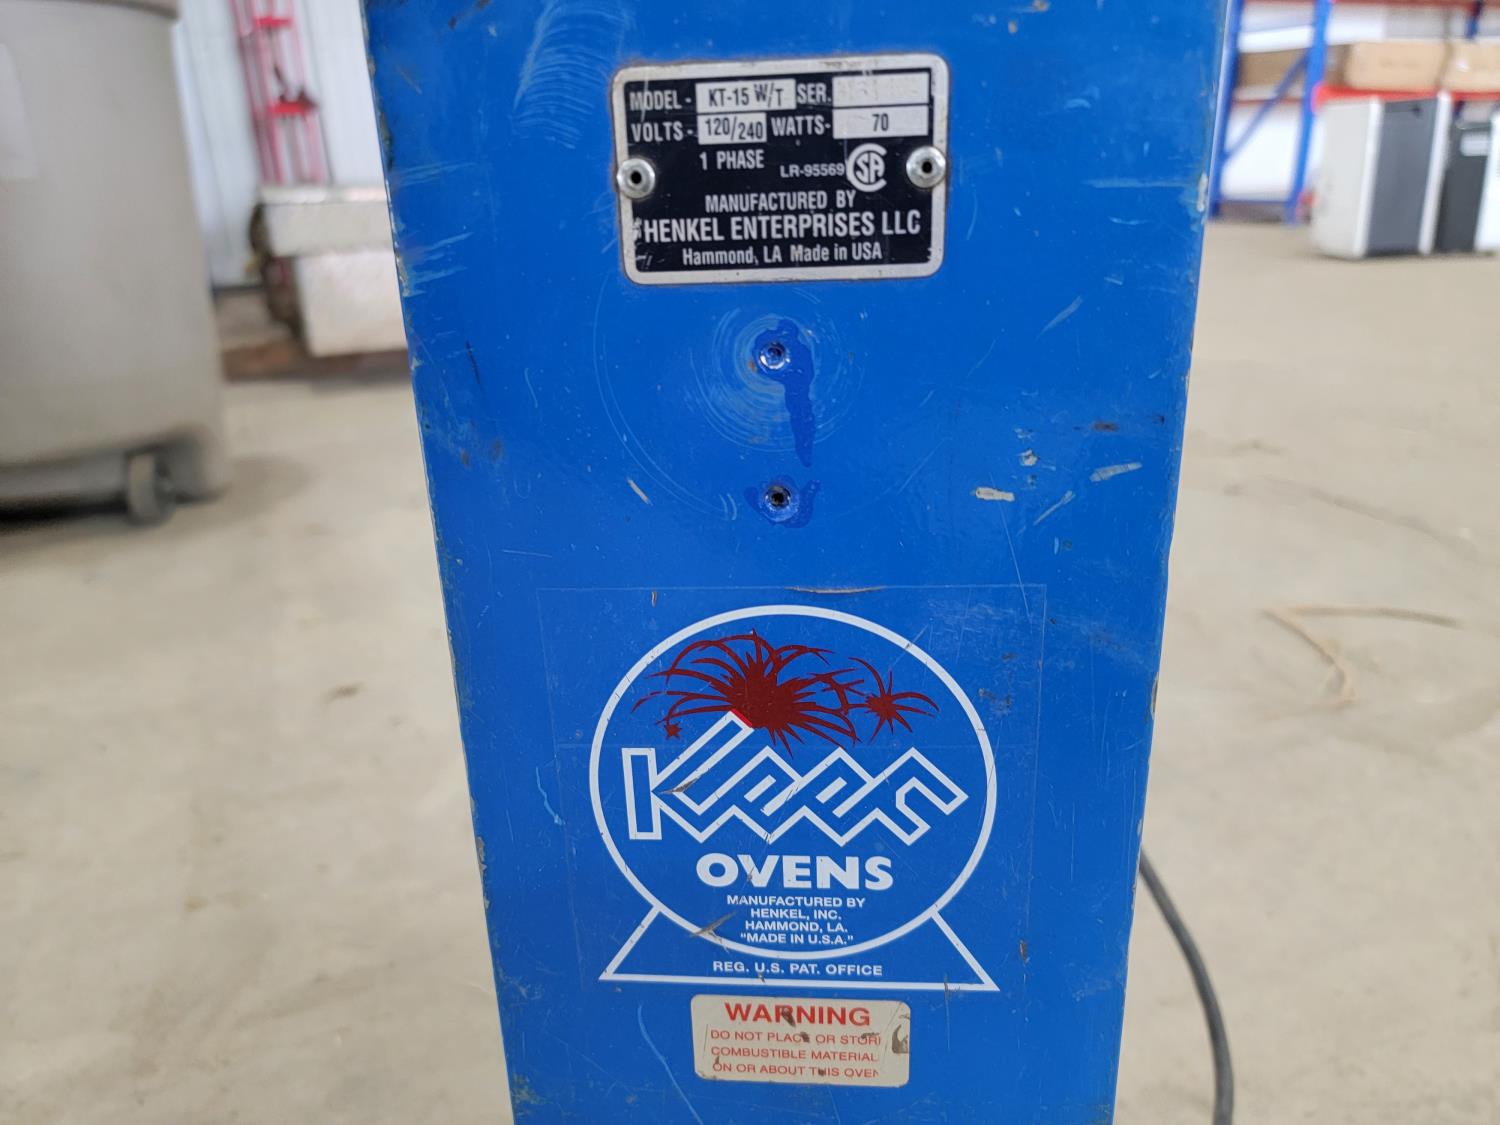 MODEL- KT-15 W/T SER.
VOLTS- 120/240 WATTS- 70
1 PHASE LR-95569 CSA
MANUFACTURED BY
HENKEL ENTERPRISES LLC
Hammond, LA Made in USA
Keen
OVENS
MANUFACTURED BY
HENKEL, INC.
HAMMOND, LA.
"MADE IN U.S.A."
REG. U.S. PAT. OFFICE
WARNING
DO NOT PLACE OR STOR
COMBUSTIBLE MATERIAL
ON OR ABOUT THIS OVEN